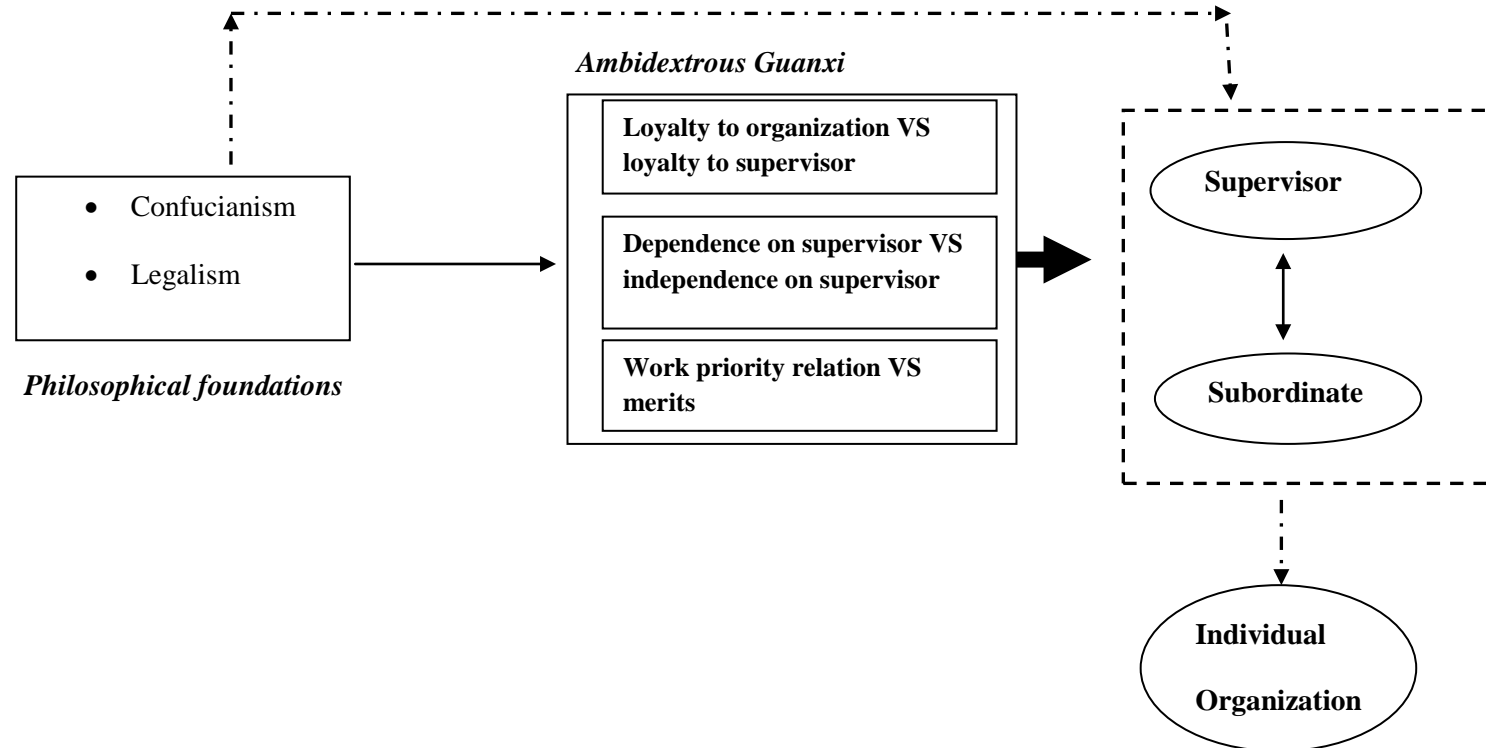 Ambidextrous Guanxi
Loyalty to organization VS
loyalty to supervisor
Dependence on supervisor VS
independence on supervisor
Work priority relation VS
merits
• Confucianism
• Legalism
Philosophical foundations
Supervisor
Subordinate
Individual
Organization